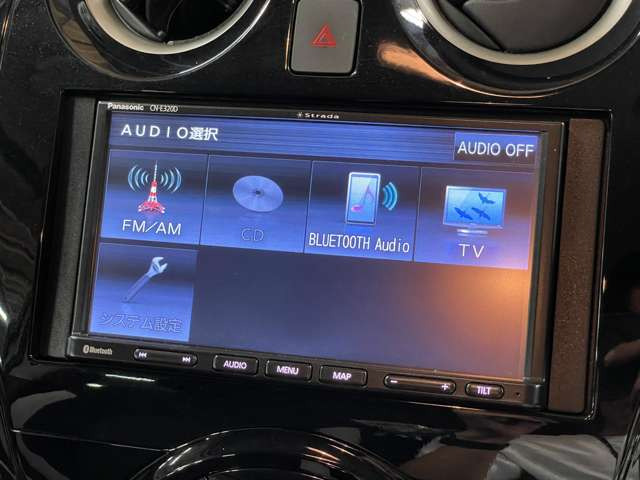 Panasonic CN-E320D
Strada
AUDIO選択
AUDIO OFF
FM/AM
CD
BLUETOOTH Audio
TV
システム設定
Bluetooth
AUDIO
MENU
MAP
− +
TILT